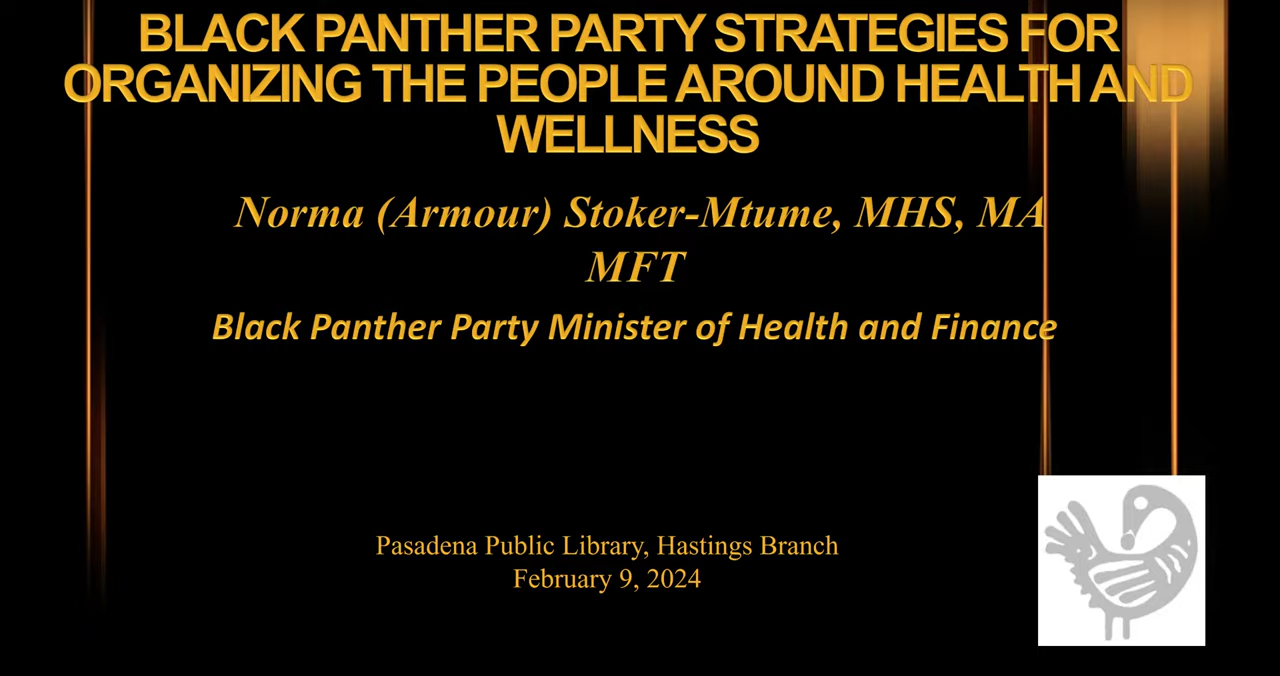 BLACK PANTHER PARTY STRATEGIES FOR
ORGANIZING THE PEOPLE AROUND HEALTH AND
WELLNESS
Norma (Armour) Stoker-Mtume, MHS, MA
MFT
Black Panther Party Minister of Health and Finance
Pasadena Public Library, Hastings Branch
February 9, 2024